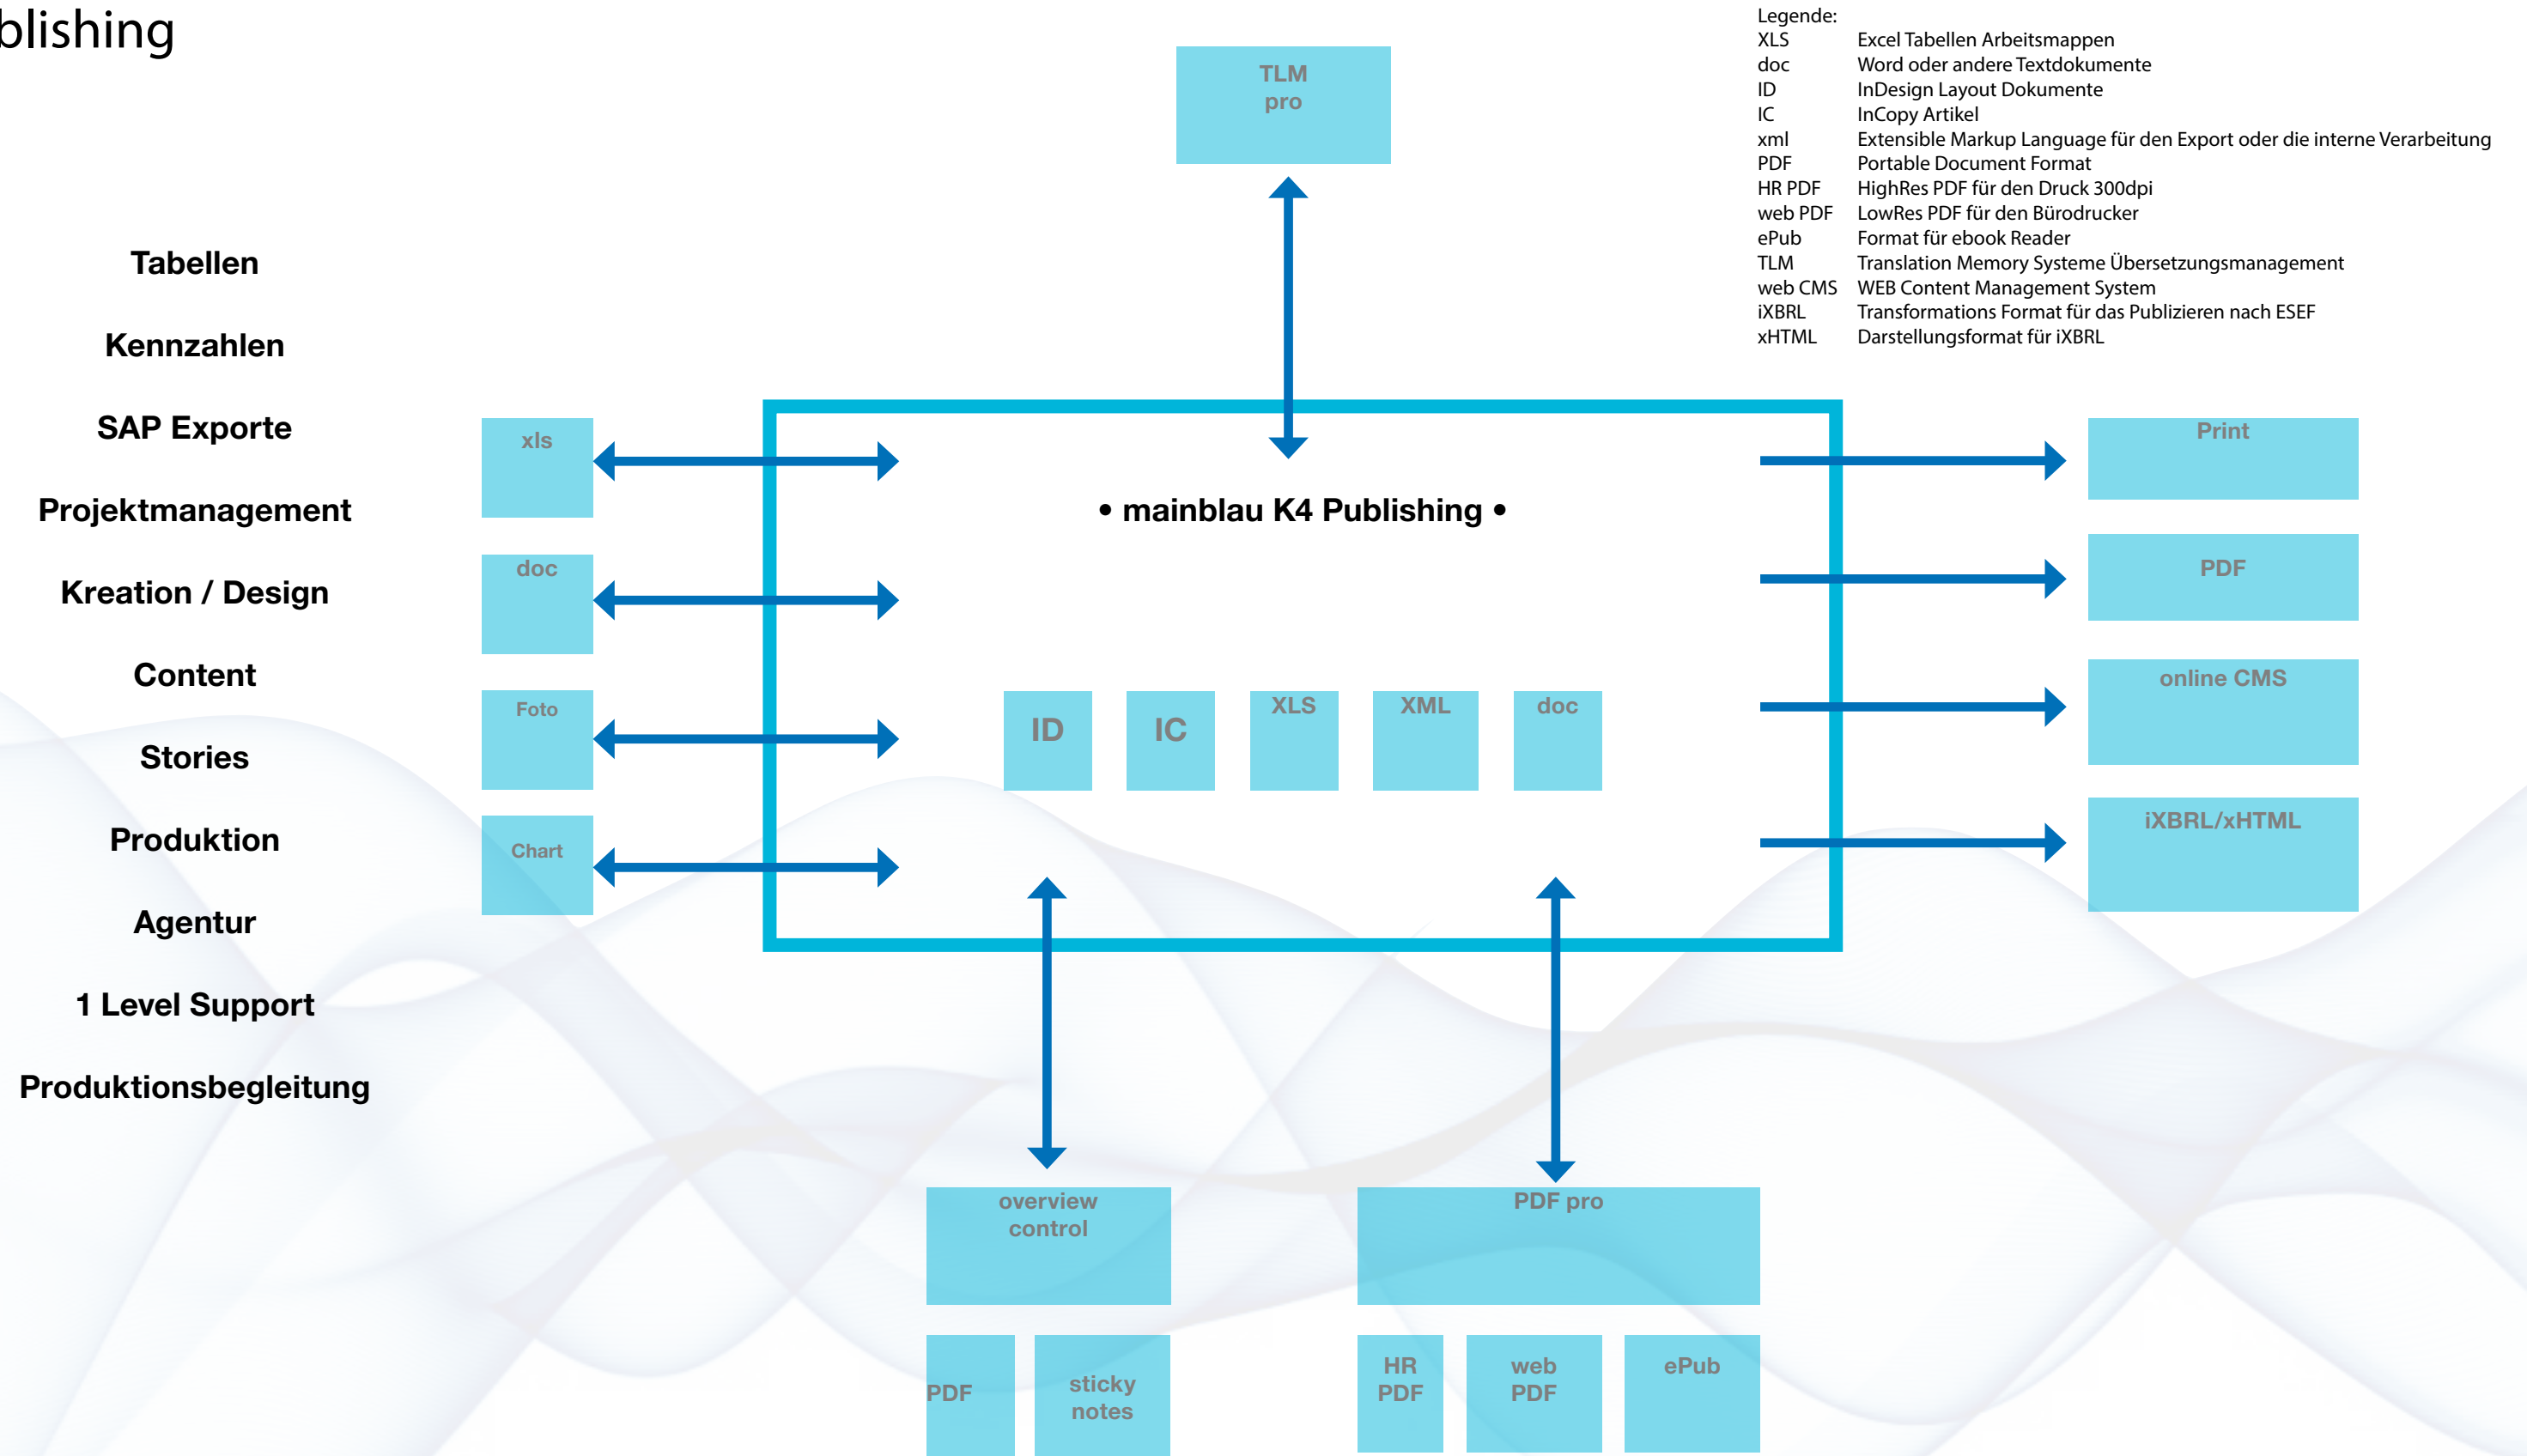 blishing
Legende:
XLS Excel Tabellen Arbeitsmappen
doc Word oder andere Textdokumente
ID InDesign Layout Dokumente
IC InCopy Artikel
xml Extensible Markup Language für den Export oder die interne Verarbeitung
PDF Portable Document Format
HR PDF HighRes PDF für den Druck 300dpi
web PDF LowRes PDF für den Bürodrucker
ePub Format für ebook Reader
TLM Translation Memory Systeme Übersetzungsmanagement
web CMS WEB Content Management System
iXBRL Transformations Format für das Publizieren nach ESEF
xHTML Darstellungsformat für iXBRL
TLM
pro
Tabellen
Kennzahlen
SAP Exporte
Projektmanagement
Kreation / Design
Content
Stories
Produktion
Agentur
1 Level Support
Produktionsbegleitung
xls
doc
Foto
Chart
• mainblau K4 Publishing •
ID
IC
XLS
XML
doc
Print
PDF
online CMS
iXBRL/xHTML
overview
control
PDF
sticky
notes
PDF pro
HR
PDF
web
PDF
ePub